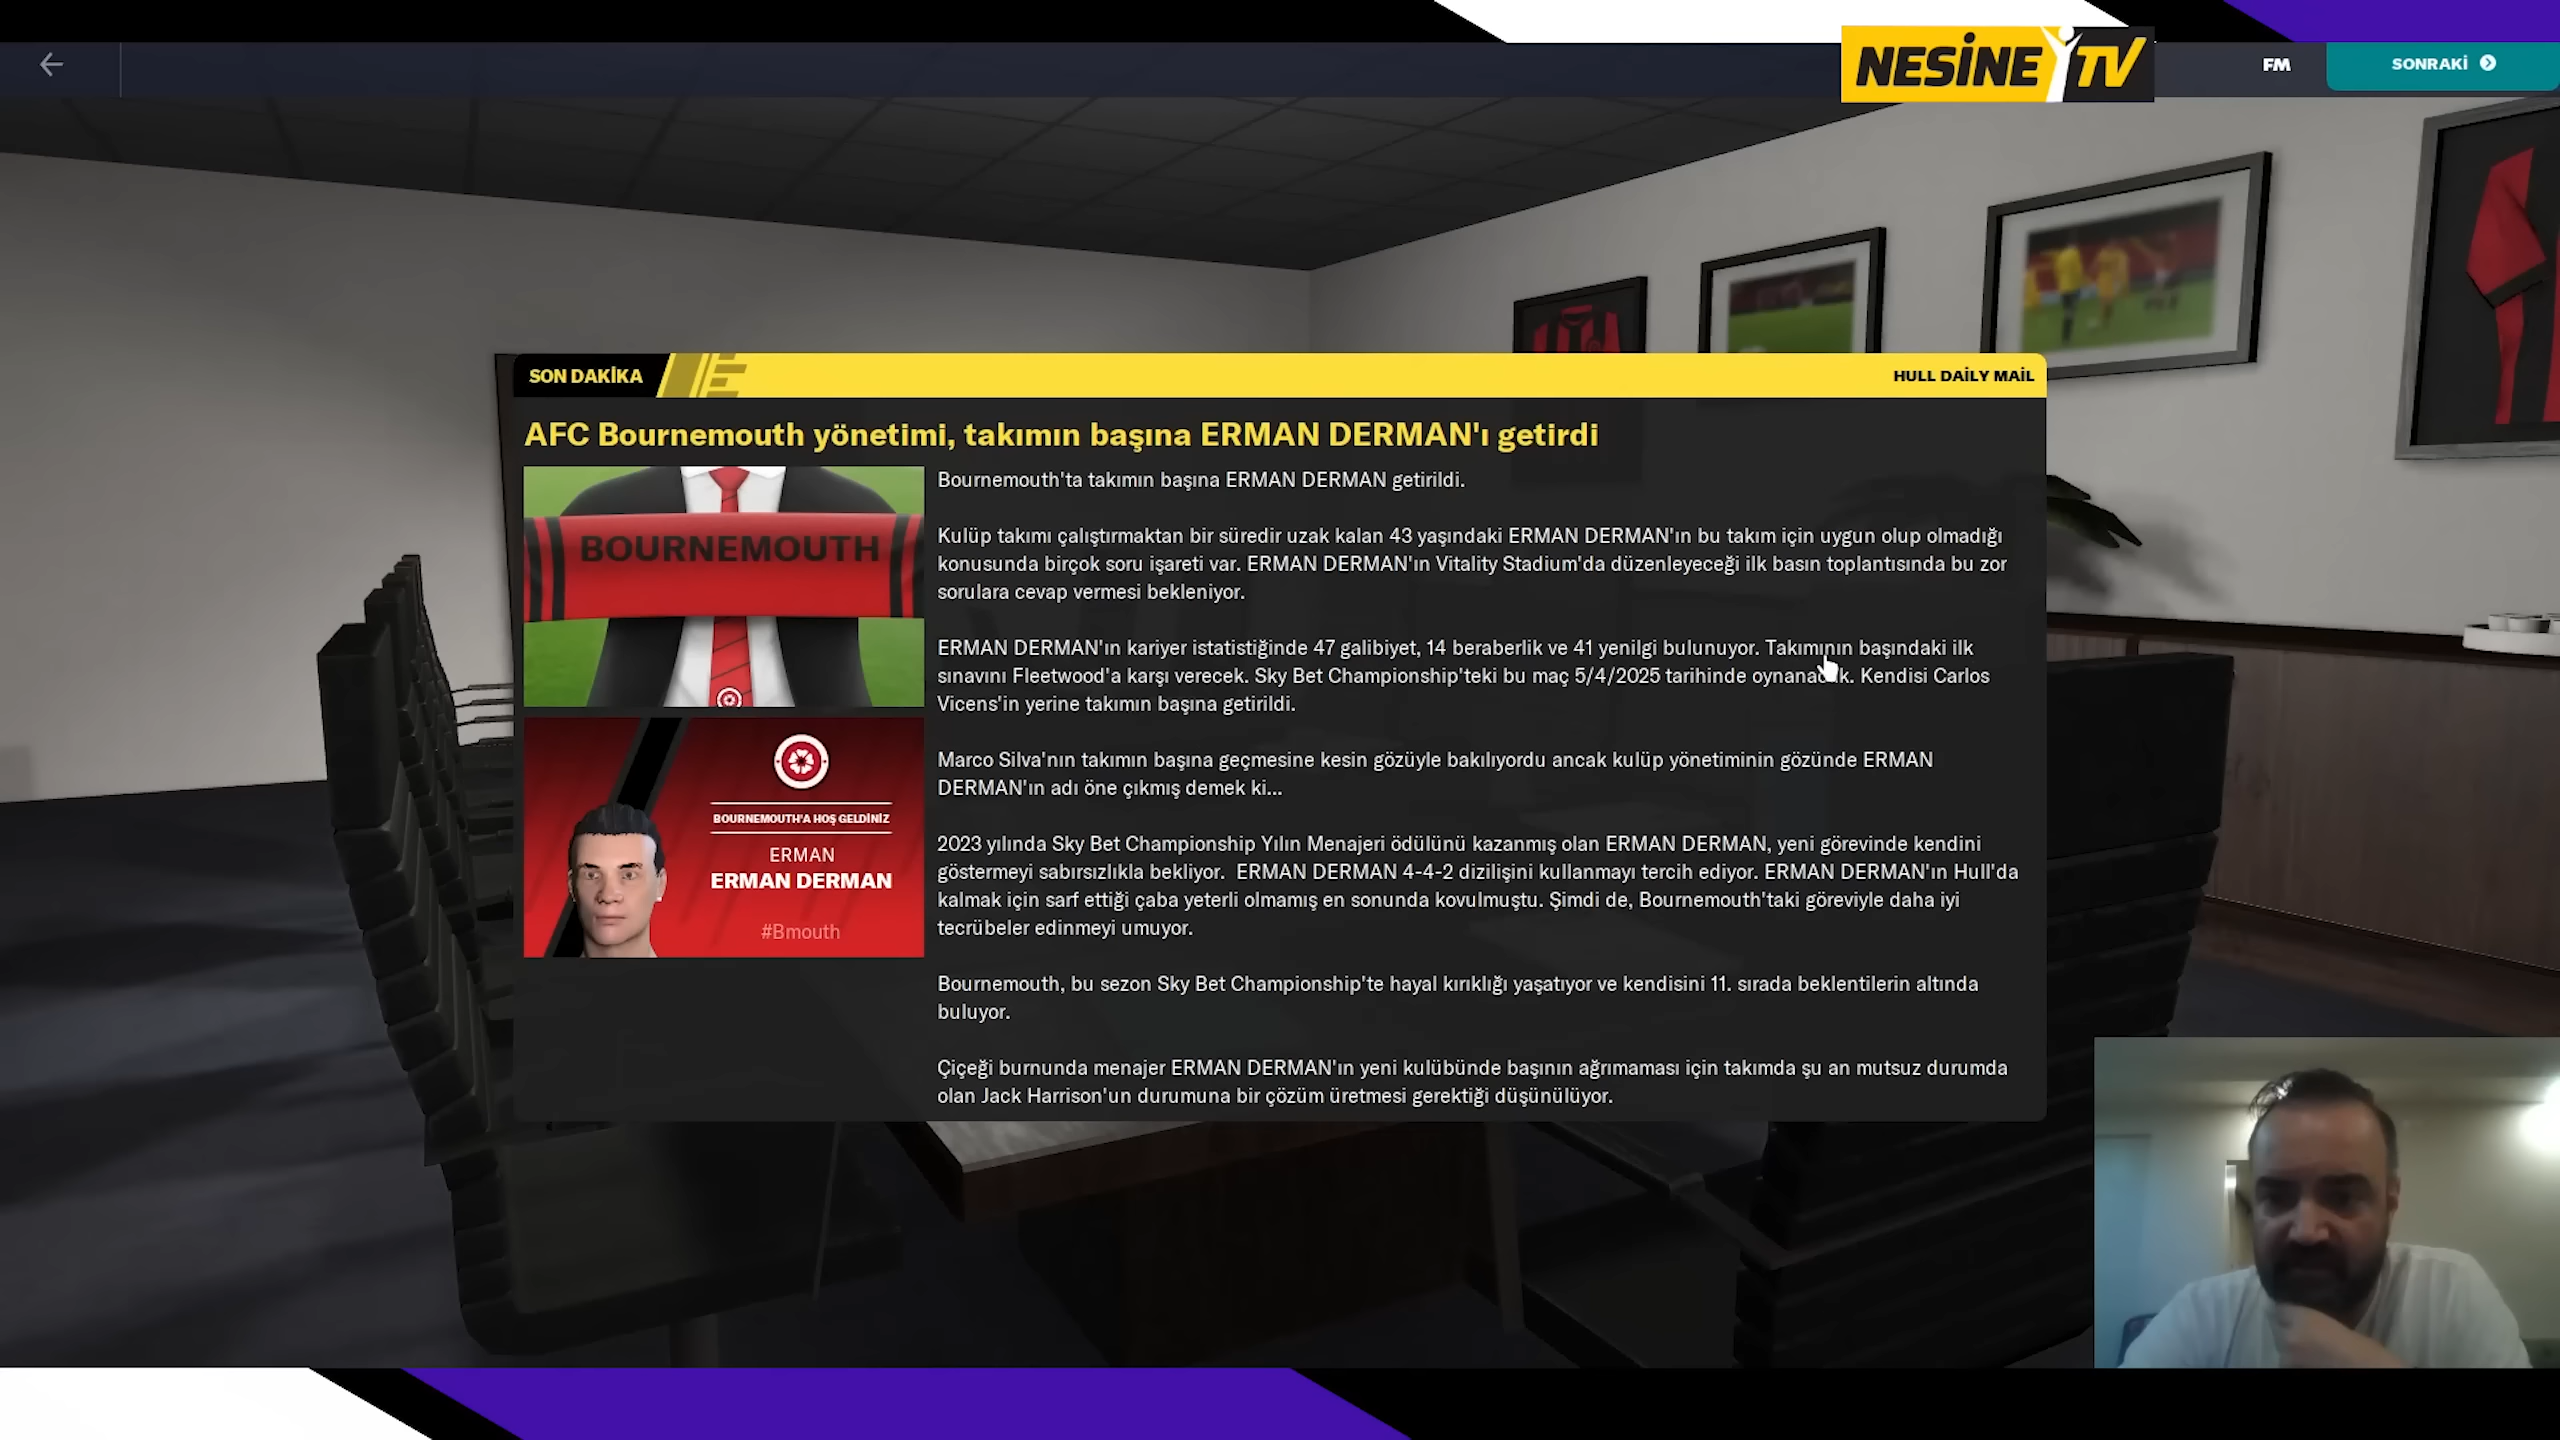 NESİNE TV
FM
SONRAKİ
SON DAKİKA
HULL DAİLY MAİL
AFC Bournemouth yönetimi, takımın başına ERMAN DERMAN'ı getirdi
BOURNEMOUTH
BOURNEMOUTH'A HOŞ GELDİNİZ
ERMAN
ERMAN DERMAN
#Bmouth
Bournemouth'ta takımın başına ERMAN DERMAN getirildi.
Kulüp takımı çalıştırmaktan bir süredir uzak kalan 43 yaşındaki ERMAN DERMAN'ın bu takım için uygun olup olmadığı
konusunda birçok soru işareti var. ERMAN DERMAN'ın Vitality Stadium'da düzenleyeceği ilk basın toplantısında bu zor
sorulara cevap vermesi bekleniyor.
ERMAN DERMAN'ın kariyer istatistiğinde 47 galibiyet, 14 beraberlik ve 41 yenilgi bulunuyor. Takımının başındaki ilk
sınavını Fleetwood'a karşı verecek. Sky Bet Championship'teki bu maç 5/4/2025 tarihinde oynanacak. Kendisi Carlos
Vicens'in yerine takımın başına getirildi.
Marco Silva'nın takımın başına geçmesine kesin gözüyle bakılıyordu ancak kulüp yönetiminin gözünde ERMAN
DERMAN'ın adı öne çıkmış demek ki...
2023 yılında Sky Bet Championship Yılın Menajeri ödülünü kazanmış olan ERMAN DERMAN, yeni görevinde kendini
göstermeyi sabırsızlıkla bekliyor. ERMAN DERMAN 4-4-2 dizilişini kullanmayı tercih ediyor. ERMAN DERMAN'ın Hull'da
kalmak için sarf ettiği çaba yeterli olmamış en sonunda kovulmuştu. Şimdi de, Bournemouth'taki göreviyle daha iyi
tecrübeler edinmeyi umuyor.
Bournemouth, bu sezon Sky Bet Championship'te hayal kırıklığı yaşatıyor ve kendisini 11. sırada beklentilerin altında
buluyor.
Çiçeği burnunda menajer ERMAN DERMAN'ın yeni kulübünde başının ağrımaması için takımda şu an mutsuz durumda
olan Jack Harrison'un durumuna bir çözüm üretmesi gerektiği düşünülüyor.